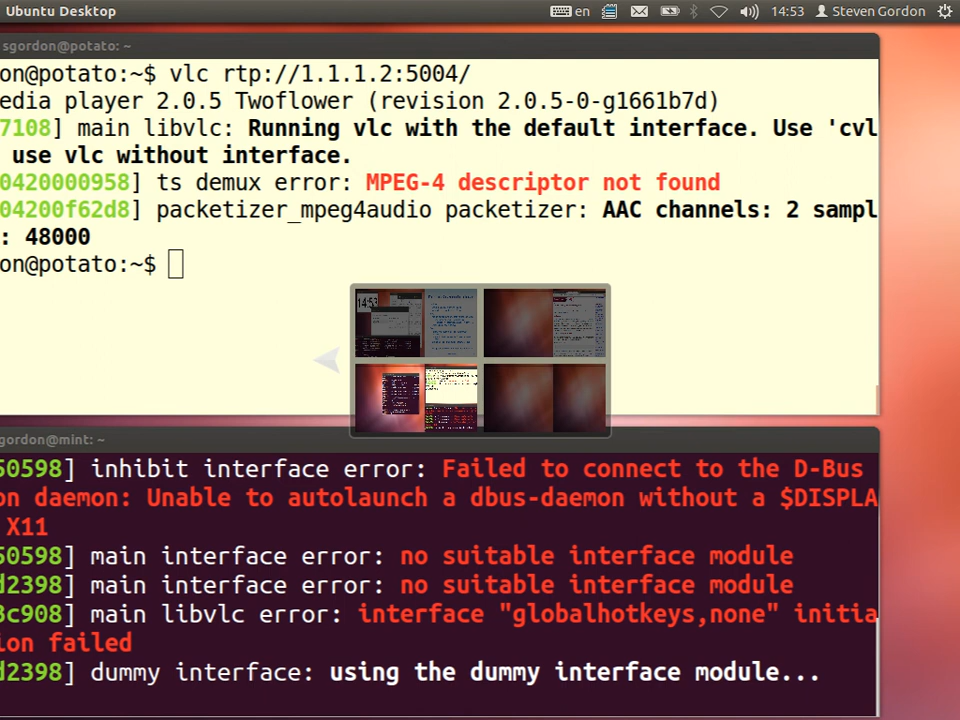 Ubuntu Desktop
en
14:53
Steven Gordon
sgordon@potato: ~
on@potato:~$ vlc rtp://1.1.1.2:5004/
edia player 2.0.5 Twoflower (revision 2.0.5-0-g1661b7d)
7108] main libvlc: Running vlc with the default interface. Use 'cvl
use vlc without interface.
0420000958] ts demux error: MPEG-4 descriptor not found
04200f62d8] packetizer_mpeg4audio packetizer: AAC channels: 2 sampl
: 48000
on@potato:~$
14:53
gordon@mint: ~
50598] inhibit interface error: Failed to connect to the D-Bus
on daemon: Unable to autolaunch a dbus-daemon without a $DISPLA
X11
50598] main interface error: no suitable interface module
d2398] main interface error: no suitable interface module
3c908] main libvlc error: interface "globalhotkeys,none" initia
ion failed
d2398] dummy interface: using the dummy interface module...